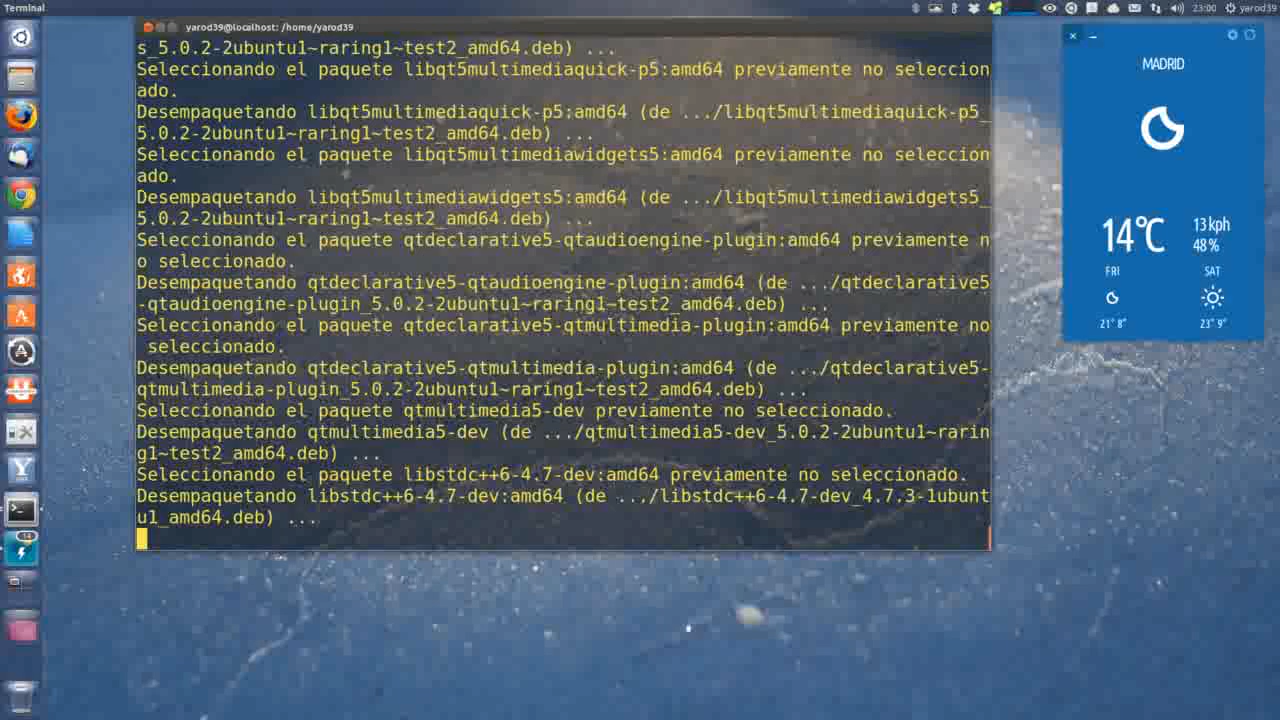 Terminal
23:00
yarod39
yarod39@localhost: /home/yarod39
s_5.0.2-2ubuntu1~raring1~test2_amd64.deb) ...
Seleccionando el paquete libqt5multimediaquick-p5:amd64 previamente no seleccion
ado.
Desempaquetando libqt5multimediaquick-p5:amd64 (de .../libqt5multimediaquick-p5_
5.0.2-2ubuntu1~raring1~test2_amd64.deb) ...
Seleccionando el paquete libqt5multimediawidgets5:amd64 previamente no seleccion
ado.
Desempaquetando libqt5multimediawidgets5:amd64 (de .../libqt5multimediawidgets5_
5.0.2-2ubuntu1~raring1~test2_amd64.deb) ...
Seleccionando el paquete qtdeclarative5-qtaudioengine-plugin:amd64 previamente n
o seleccionado.
Desempaquetando qtdeclarative5-qtaudioengine-plugin:amd64 (de .../qtdeclarative5
-qtaudioengine-plugin_5.0.2-2ubuntu1~raring1~test2_amd64.deb) ...
Seleccionando el paquete qtdeclarative5-qtmultimedia-plugin:amd64 previamente no
 seleccionado.
Desempaquetando qtdeclarative5-qtmultimedia-plugin:amd64 (de .../qtdeclarative5-
qtmultimedia-plugin_5.0.2-2ubuntu1~raring1~test2_amd64.deb) ...
Seleccionando el paquete qtmultimedia5-dev previamente no seleccionado.
Desempaquetando qtmultimedia5-dev (de .../qtmultimedia5-dev_5.0.2-2ubuntu1~rarin
g1~test2_amd64.deb) ...
Seleccionando el paquete libstdc++6-4.7-dev:amd64 previamente no seleccionado.
Desempaquetando libstdc++6-4.7-dev:amd64 (de .../libstdc++6-4.7-dev_4.7.3-1ubunt
u1_amd64.deb) ...
MADRID
14°C
13 kph
48 %
FRI
SAT
21° 8°
23° 9°
14